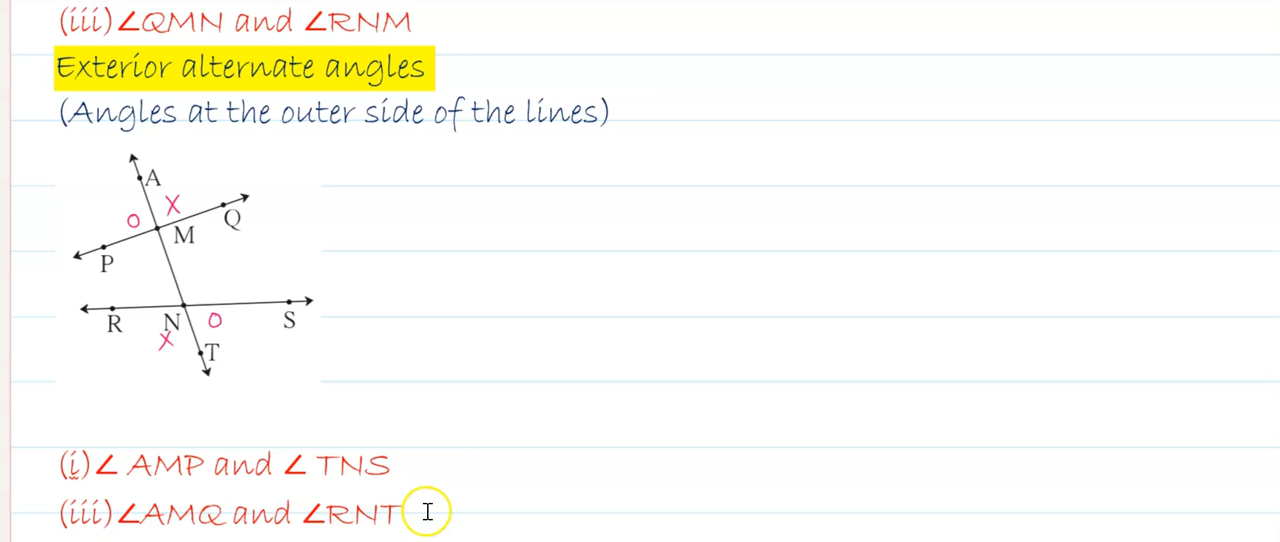 (iii) ∠QMN and ∠RNM
Exterior alternate angles
(Angles at the outer side of the lines)
A
X
O
Q
M
P
R
N
O
S
X
T
(i) ∠ AMP and ∠ TNS
(iii) ∠AMQ and ∠RNT